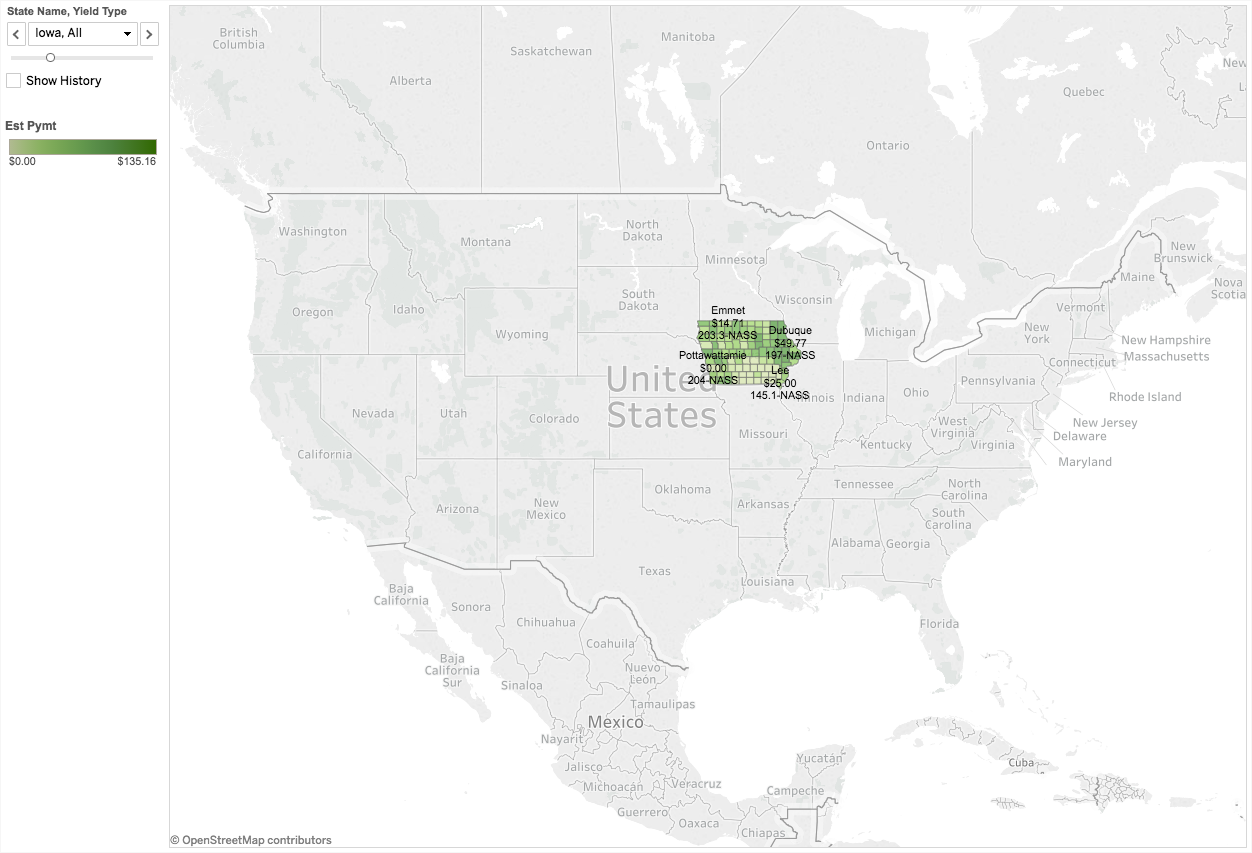 State Name, Yield Type
Iowa, All
Show History
Est Pymt
$0.00
$135.16
British
Columbia
Alberta
Saskatchewan
Manitoba
Ontario
Quebec
New
L
Washington
Montana
North
Dakota
Minnesota
Oregon
Idaho
Wyoming
South
Dakota
Wisconsin
Michigan
New
York
Vermont
Maine
New
Brunswick
Nova
Scotia
New Hampshire
Massachusetts
Connecticut
Rhode Island
New Jersey
Delaware
Maryland
Emmet
$14.71
203.3-NASS
Dubuque
$49.77
197-NASS
Pottawattamie
$0.00
204-NASS
Lee
$25.00
145.1-NASS
United
States
Nevada
Utah
Colorado
California
Illinois
Indiana
Ohio
Pennsylvania
Missouri
Kentucky
West
Virginia
Virginia
Arizona
New
Mexico
Oklahoma
Arkansas
Tennessee
North
Carolina
South
Carolina
Texas
Louisiana
Alabama
Georgia
Florida
Baja
California
Sonora
Chihuahua
Coahuila
Baja
California
Sur
Sinaloa
Nuevo
León
Tamaulipas
Mexico
Nayarit
Jalisco
Michoacán
Guerrero
Veracruz
Oaxaca
Yucatán
Campeche
Chiapas
Cuba
© OpenStreetMap contributors